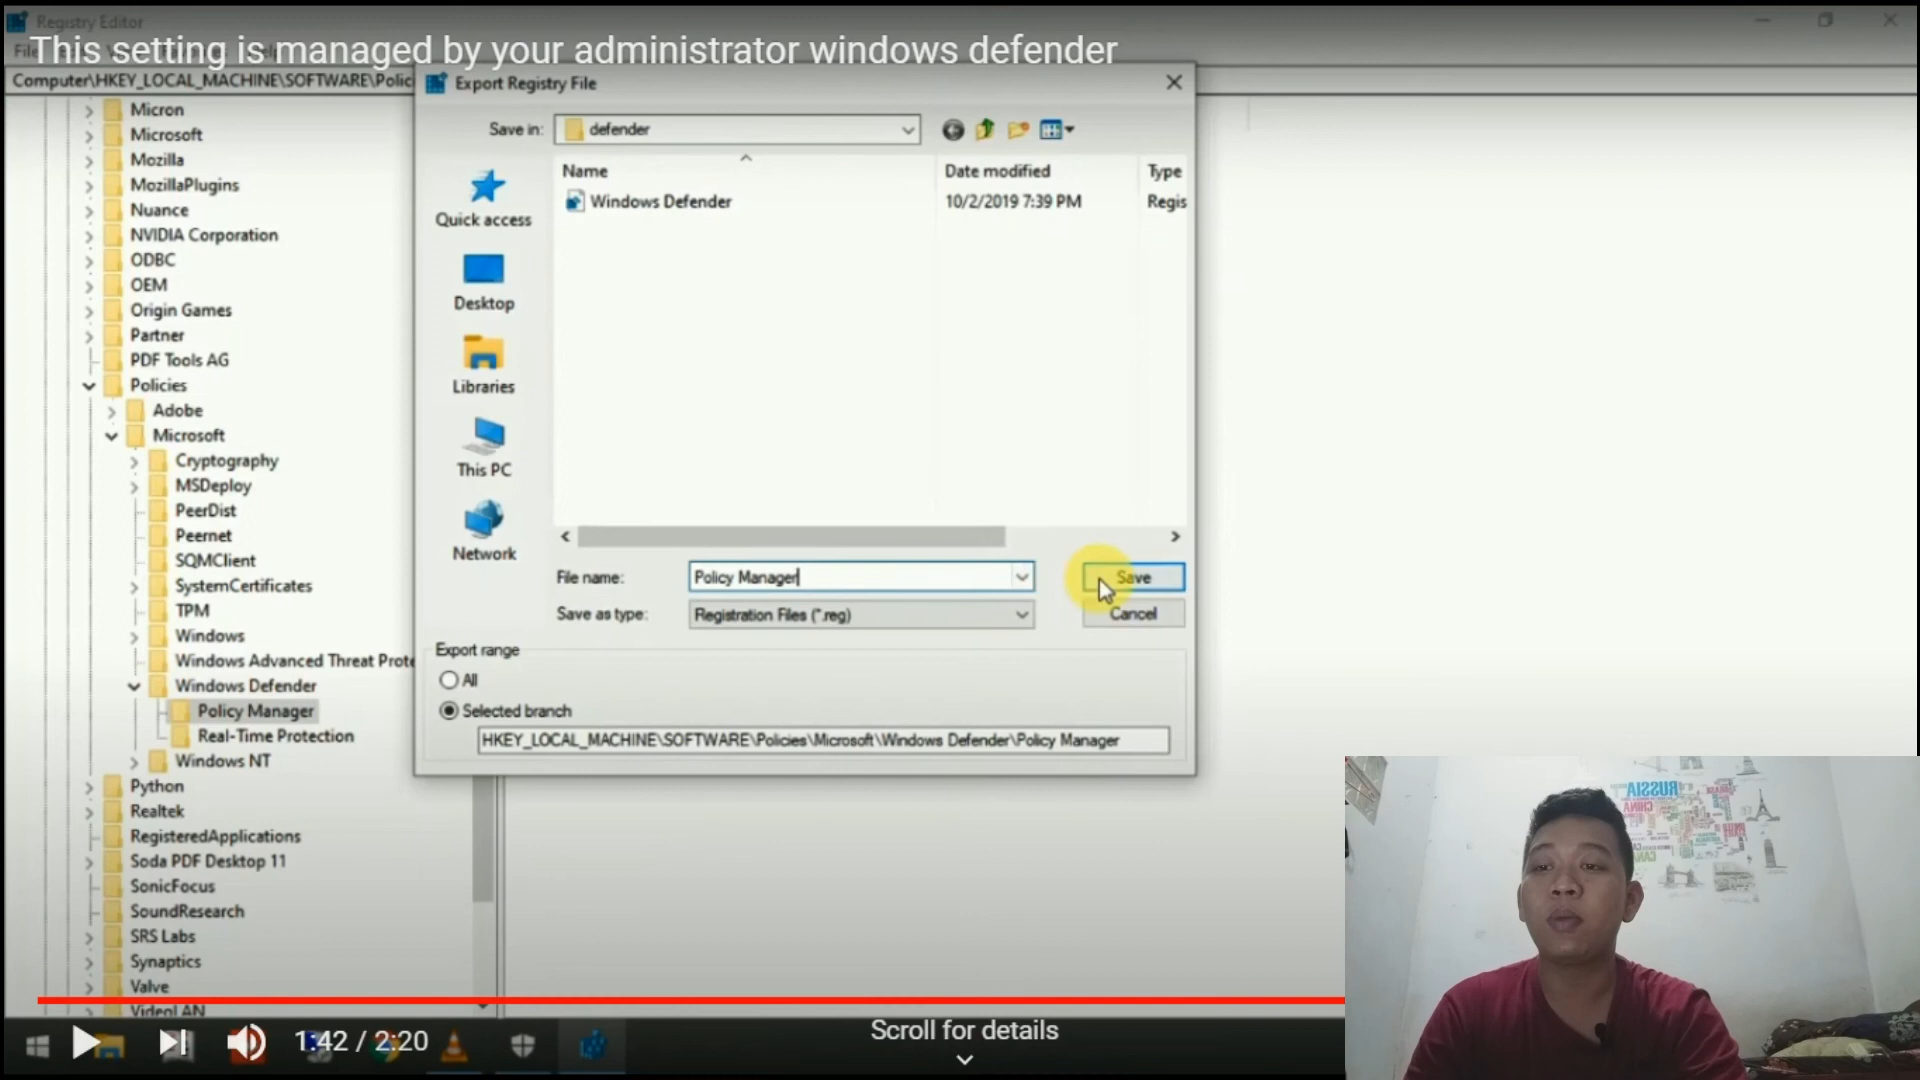 Registry Editor
This setting is managed by your administrator windows defender
Computer\HKEY_LOCAL_MACHINE\SOFTWARE\Polic
Micron
Microsoft
Mozilla
MozillaPlugins
Nuance
NVIDIA Corporation
ODBC
OEM
Origin Games
Partner
PDF Tools AG
Policies
Adobe
Microsoft
Cryptography
MSDeploy
PeerDist
Peernet
SQMClient
SystemCertificates
TPM
Windows
Windows Advanced Threat Prote
Windows Defender
Policy Manager
Real-Time Protection
Windows NT
Python
Realtek
RegisteredApplications
Soda PDF Desktop 11
SonicFocus
SoundResearch
SRS Labs
Synaptics
Valve
VideoLAN
Export Registry File
Save in: defender
Quick access
Desktop
Libraries
This PC
Network
Name Date modified Type
Windows Defender 10/2/2019 7:39 PM Regis
File name: Policy Manager Save
Save as type: Registration Files (*.reg) Cancel
Export range
All
Selected branch
HKEY_LOCAL_MACHINE\SOFTWARE\Policies\Microsoft\Windows Defender\Policy Manager
1:42 / 2:20
Scroll for details
RUSSIA
CHINA